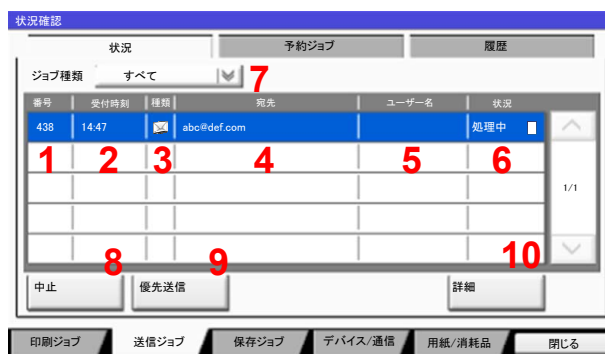 状況確認
状況 予約ジョブ 履歴
ジョブ種類 すべて 7
番号 受付時刻 種類 宛先 ユーザー名 状況
438 14:47 abc@def.com 処理中
1 2 3 4 5 6
1/1
8 9 10
中止 優先送信 詳細
印刷ジョブ 送信ジョブ 保存ジョブ デバイス/通信 用紙/消耗品 閉じる